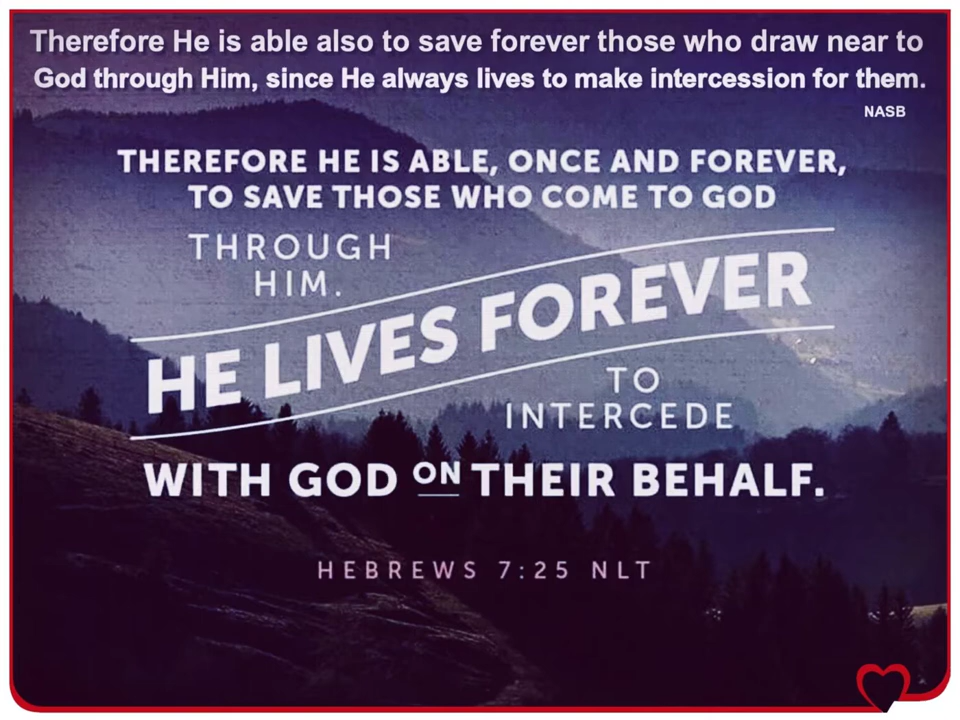 Therefore He is able also to save forever those who draw near to
God through Him, since He always lives to make intercession for them.
NASB
THEREFORE HE IS ABLE, ONCE AND FOREVER,
TO SAVE THOSE WHO COME TO GOD
THROUGH
HIM.
HE LIVES FOREVER
TO
INTERCEDE
WITH GOD ON THEIR BEHALF.
HEBREWS 7:25 NLT